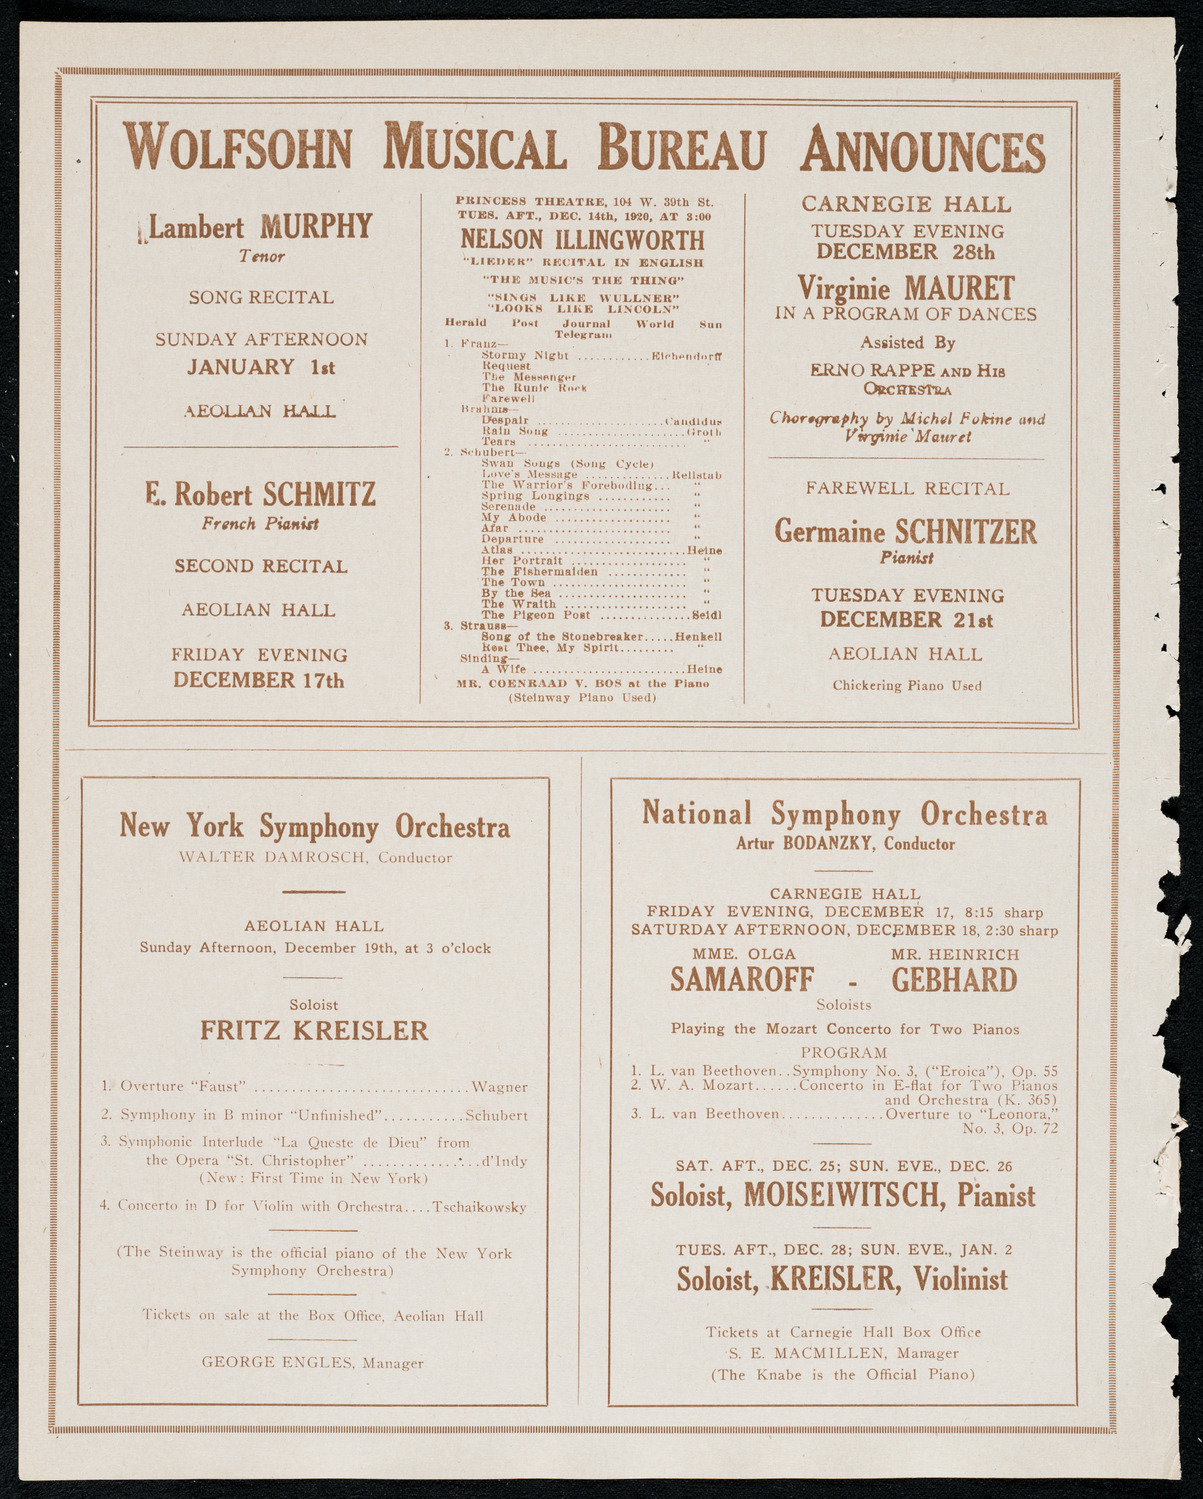 WOLFSOHN MUSICAL BUREAU ANNOUNCES
Lambert MURPHY
Tenor
SONG RECITAL
SUNDAY AFTERNOON
JANUARY 1st
AEOLIAN HALL
E. Robert SCHMITZ
French Pianist
SECOND RECITAL
AEOLIAN HALL
FRIDAY EVENING
DECEMBER 17th
PRINCESS THEATRE, 104 W. 39th St.
TUES. AFT., DEC. 14th, 1920, AT 3:00
NELSON ILLINGWORTH
"LIEDER" RECITAL IN ENGLISH
"THE MUSIC'S THE THING"
"SINGS LIKE WULLNER"
"LOOKS LIKE LINCOLN"
Herald Post Journal World Sun
Telegram
1. Franz—
Stormy Night ............Eichendorff
Request
The Messenger
The Runic Rock
Farewell
Brahms—
Despair .....................Candidus
Rain Song .....................Groth
Tears ........................ "
2. Schubert—
Swan Songs (Song Cycle)
Love's Message .............Rellstab
The Warrior's Foreboding... "
Spring Longings ............ "
Serenade ..................... "
My Abode ................... "
Afar ......................... "
Departure ................... "
Atlas ...........................Heine
Her Portrait ................... "
The Fishermaiden ............. "
The Town ...................... "
By the Sea ..................... "
The Wraith .................... "
The Pigeon Post ...............Seidl
3. Strauss—
Song of the Stonebreaker.....Henkell
Rest Thee, My Spirit......... "
Sinding—
A Wife .........................Heine
MR. COENRAAD V. BOS at the Piano
(Steinway Piano Used)
CARNEGIE HALL
TUESDAY EVENING
DECEMBER 28th
Virginie MAURET
IN A PROGRAM OF DANCES
Assisted By
ERNO RAPPE AND HIS
ORCHESTRA
Choregraphy by Michel Fokine and
Virginie Mauret
FAREWELL RECITAL
Germaine SCHNITZER
Pianist
TUESDAY EVENING
DECEMBER 21st
AEOLIAN HALL
Chickering Piano Used
New York Symphony Orchestra
WALTER DAMROSCH, Conductor
AEOLIAN HALL
Sunday Afternoon, December 19th, at 3 o'clock
Soloist
FRITZ KREISLER
1. Overture "Faust" ..............................Wagner
2. Symphony in B minor "Unfinished"...........Schubert
3. Symphonic Interlude "La Queste de Dieu" from
the Opera "St. Christopher" ................d'Indy
(New: First Time in New York)
4. Concerto in D for Violin with Orchestra....Tschaikowsky
(The Steinway is the official piano of the New York
Symphony Orchestra)
Tickets on sale at the Box Office, Aeolian Hall
GEORGE ENGLES, Manager
National Symphony Orchestra
Artur BODANZKY, Conductor
CARNEGIE HALL
FRIDAY EVENING, DECEMBER 17, 8:15 sharp
SATURDAY AFTERNOON, DECEMBER 18, 2:30 sharp
MME. OLGA MR. HEINRICH
SAMAROFF - GEBHARD
Soloists
Playing the Mozart Concerto for Two Pianos
PROGRAM
1. L. van Beethoven..Symphony No. 3, ("Eroica"), Op. 55
2. W. A. Mozart......Concerto in E-flat for Two Pianos
and Orchestra (K. 365)
3. L. van Beethoven..............Overture to "Leonora,"
No. 3, Op. 72
SAT. AFT., DEC. 25; SUN. EVE., DEC. 26
Soloist, MOISEIWITSCH, Pianist
TUES. AFT., DEC. 28; SUN. EVE., JAN. 2
Soloist, KREISLER, Violinist
Tickets at Carnegie Hall Box Office
S. E. MACMILLEN, Manager
(The Knabe is the Official Piano)